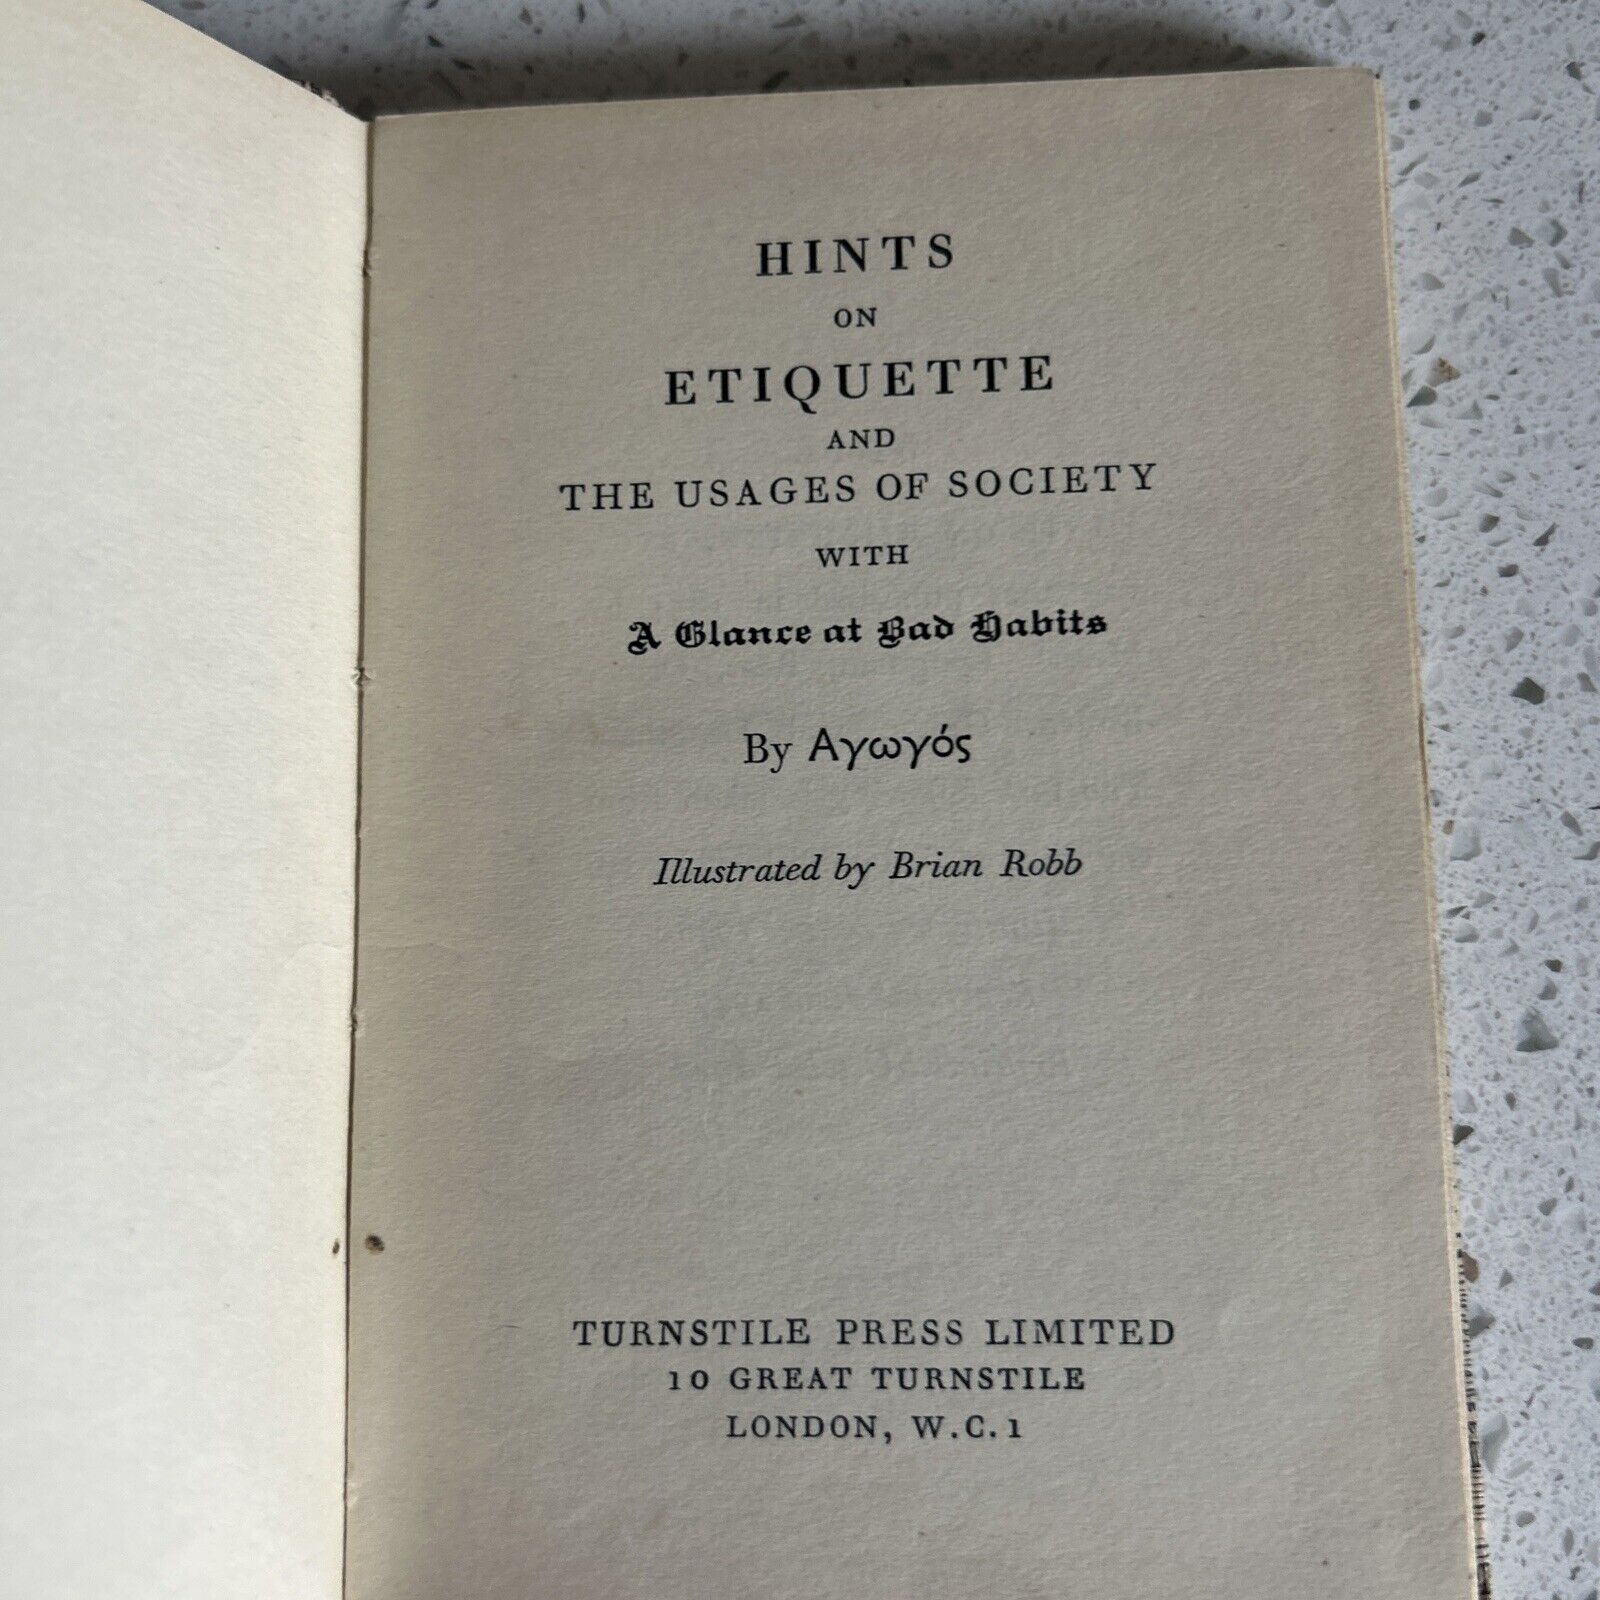 HINTS
ON
ETIQUETTE
AND
THE USAGES OF SOCIETY
WITH
A Glance at Bad Habits
By Αγωγός
Illustrated by Brian Robb
TURNSTILE PRESS LIMITED
10 GREAT TURNSTILE
LONDON, W.C.1